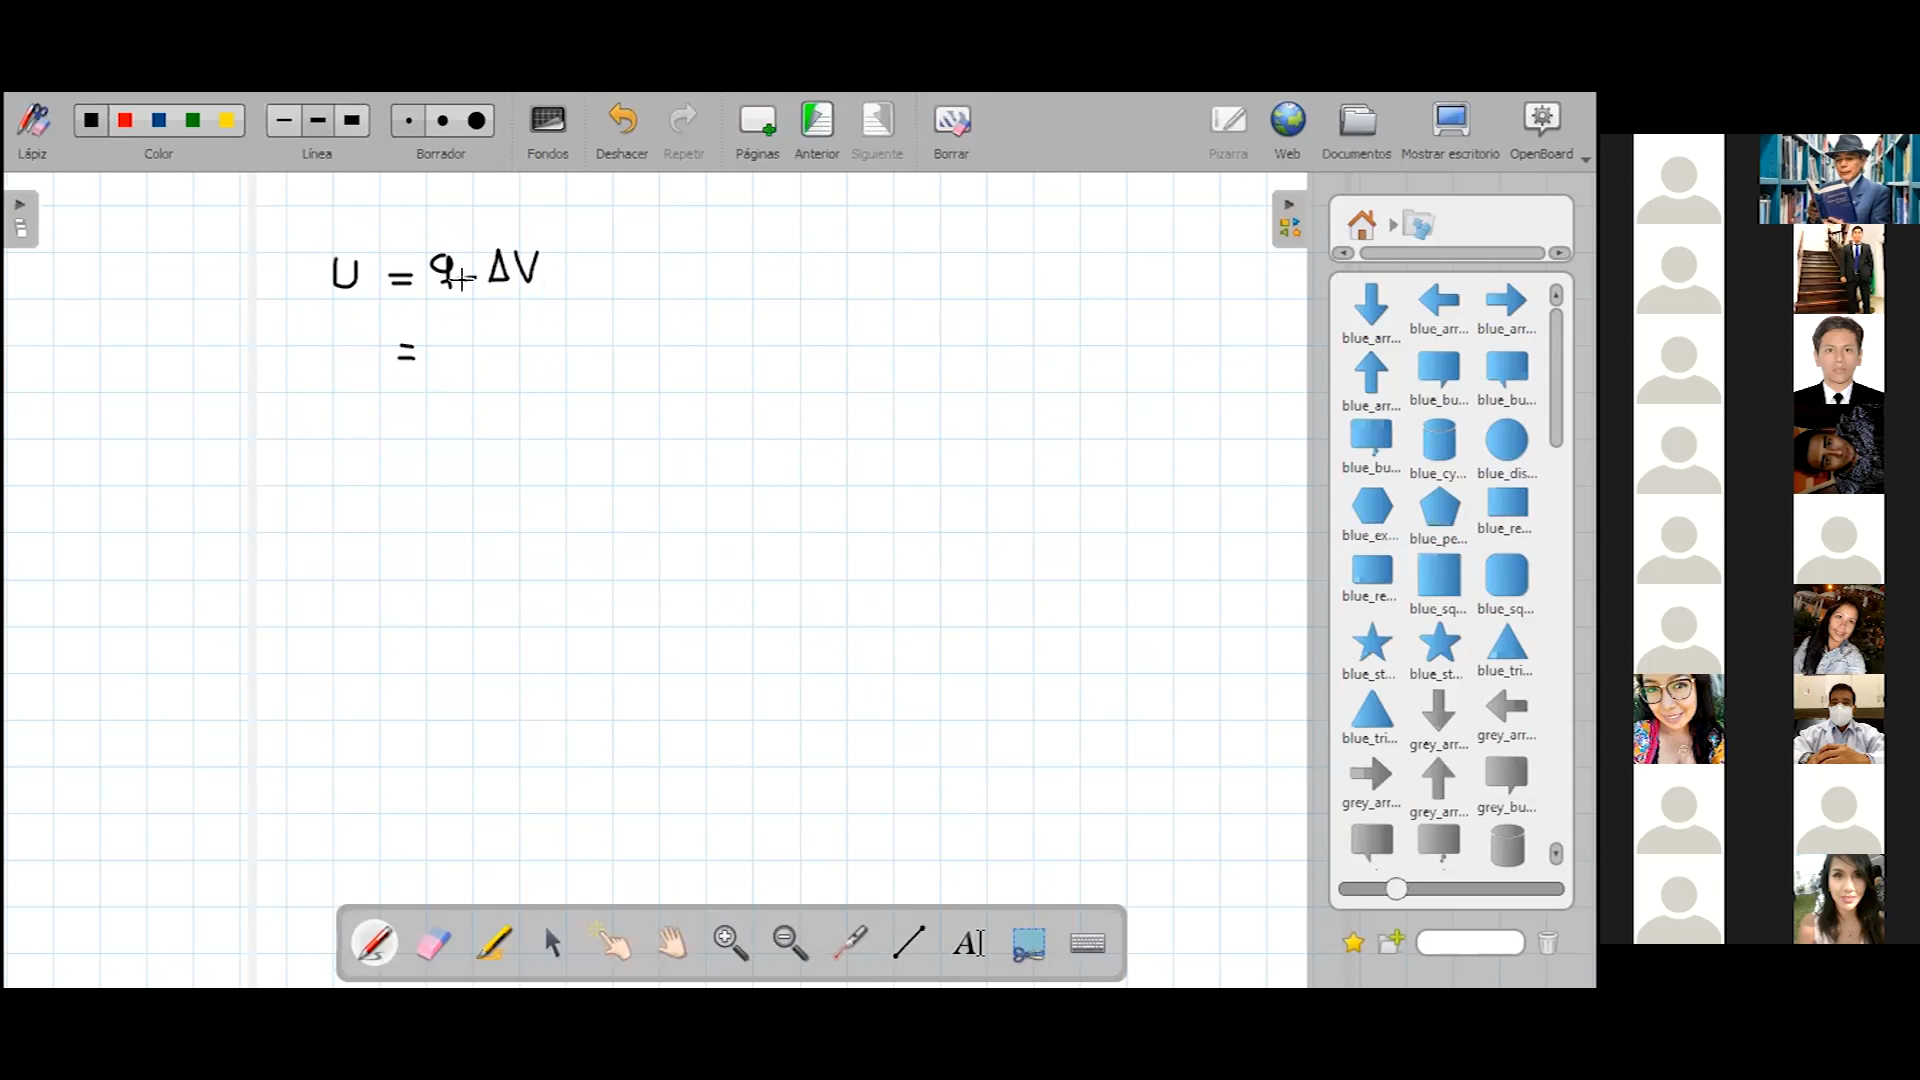 Lápiz
Color
Línea
Borrador
Fondos
Deshacer
Repetir
Páginas
Anterior
Siguiente
Borrar
Pizarra
Web
Documentos
Mostrar escritorio
OpenBoard
U = q · ΔV
=
blue_arr... blue_arr... blue_arr...
blue_arr... blue_bu... blue_bu...
blue_bu... blue_cy... blue_dis...
blue_ex... blue_pe... blue_re...
blue_re... blue_sq... blue_sq...
blue_st... blue_st... blue_tri...
blue_tri... grey_arr... grey_arr...
grey_arr... grey_arr... grey_bu...
A